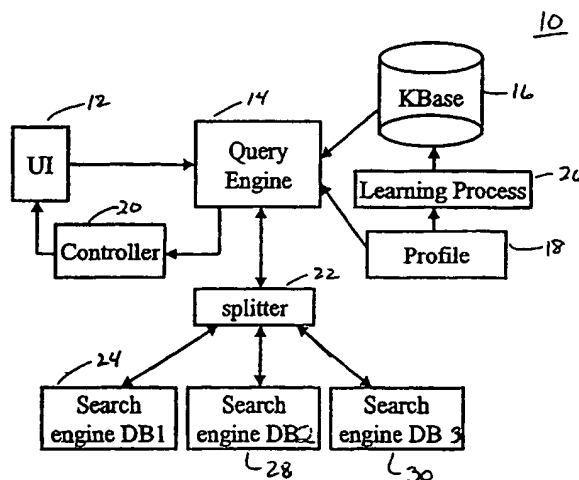 10
12
14
KBase
16
UI
Query
Engine
Learning Process
20
20
Controller
Profile
18
22
splitter
24
Search
engine DB1
Search
engine DB2
Search
engine DB 3
28
30